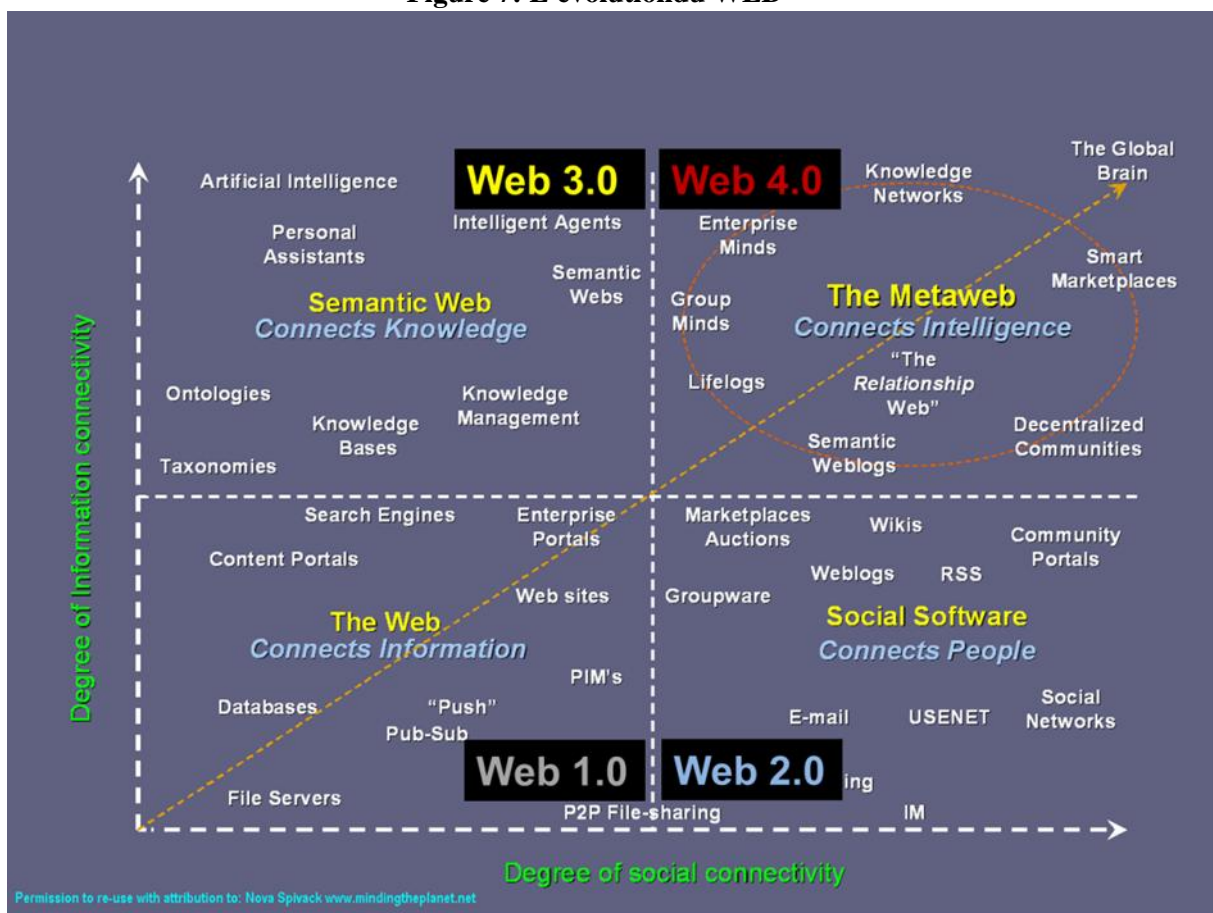 Figure 7: L'évolutiondu WEB
The Global
Brain
Web 3.0
Web 4.0
Knowledge
Networks
Artificial Intelligence
Intelligent Agents
Enterprise
Minds
Personal
Assistants
Semantic
Webs
Smart
Marketplaces
Semantic Web
Connects Knowledge
Group
Minds
The Metaweb
Connects Intelligence
"The
Relationship
Web"
Lifelogs
Ontologies
Knowledge
Management
Knowledge
Bases
Decentralized
Communities
Semantic
Weblogs
Taxonomies
Degree of Information connectivity
Search Engines
Enterprise
Portals
Marketplaces
Auctions
Wikis
Community
Portals
Content Portals
Weblogs
RSS
Web sites
Groupware
The Web
Connects Information
Social Software
Connects People
PIM's
Databases
"Push"
Pub-Sub
E-mail
USENET
Social
Networks
Web 1.0
Web 2.0
ing
File Servers
P2P File-sharing
IM
Degree of social connectivity
Permission to re-use with attribution to: Nova Spivack www.mindingtheplanet.net